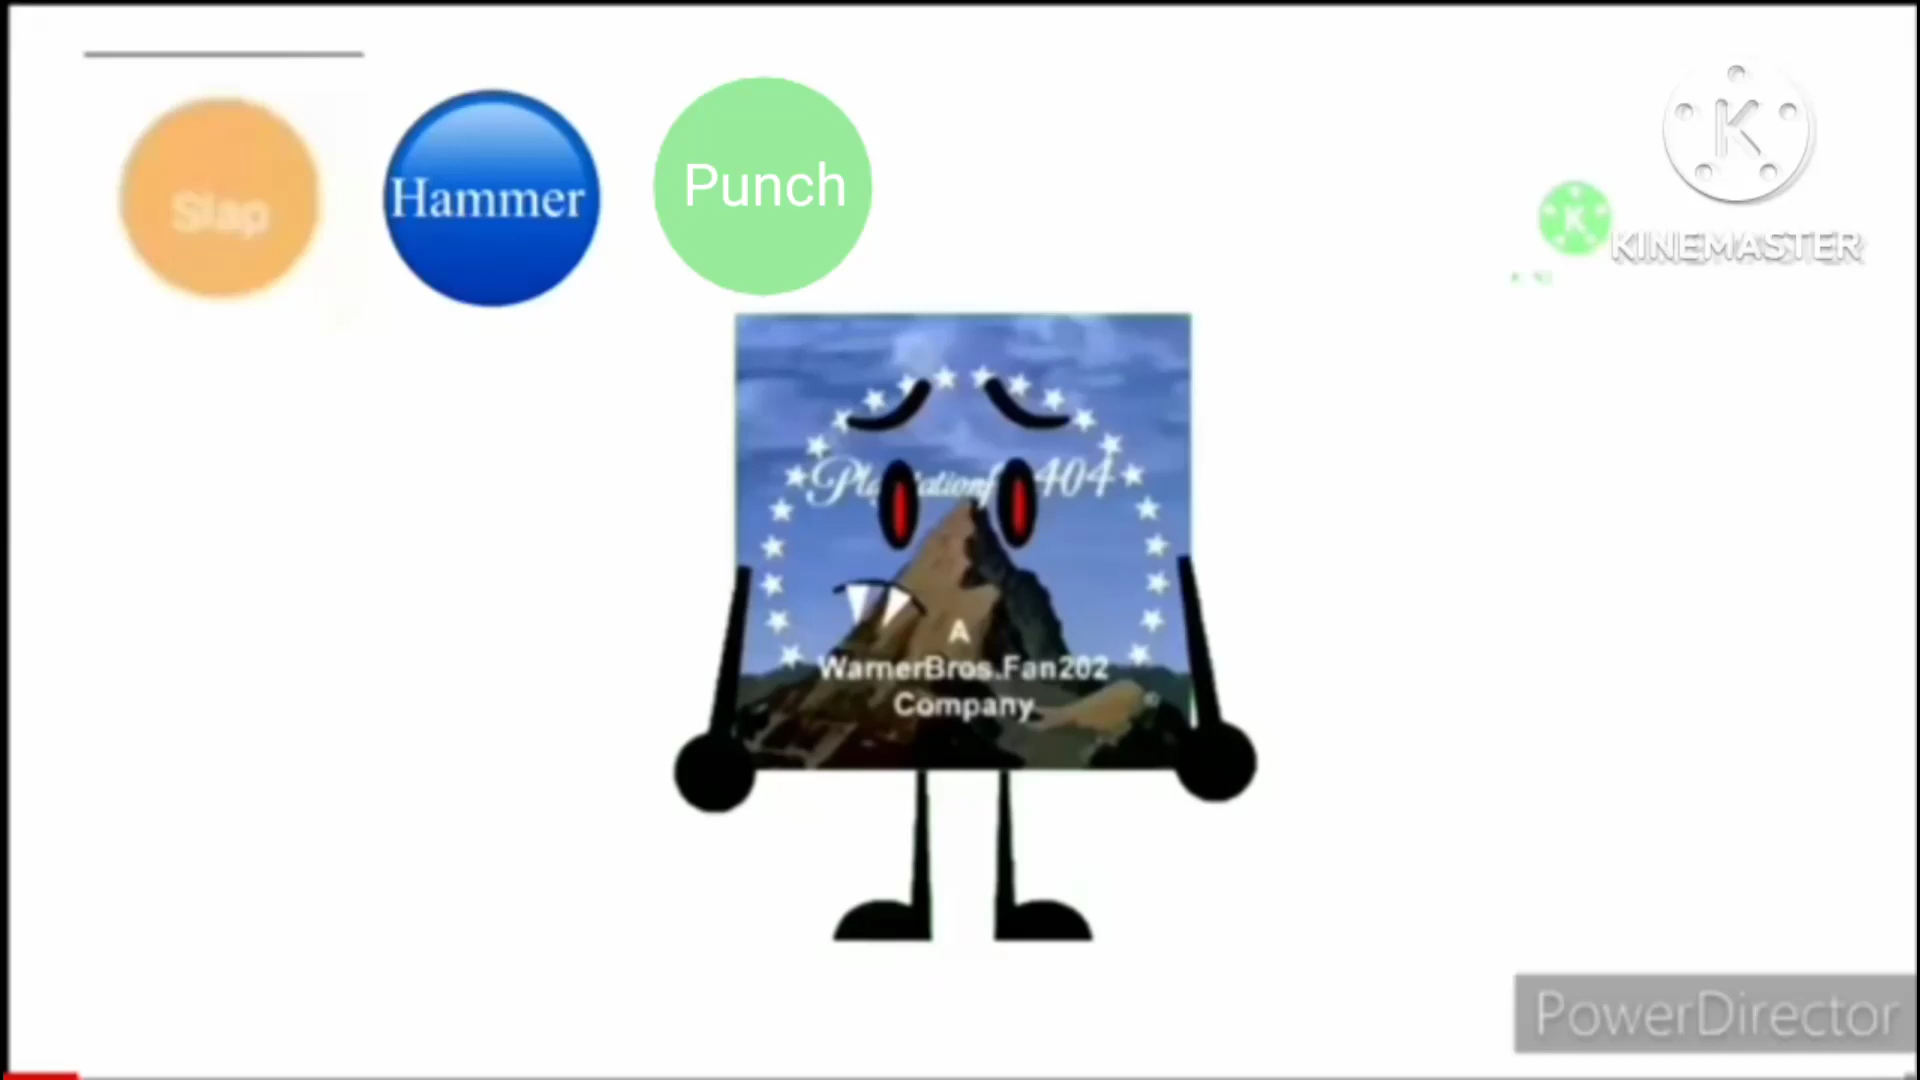 Slap
Hammer
Punch
K
K
KINEMASTER
404
A
WarnerBros.Fan202
Company
PowerDirector